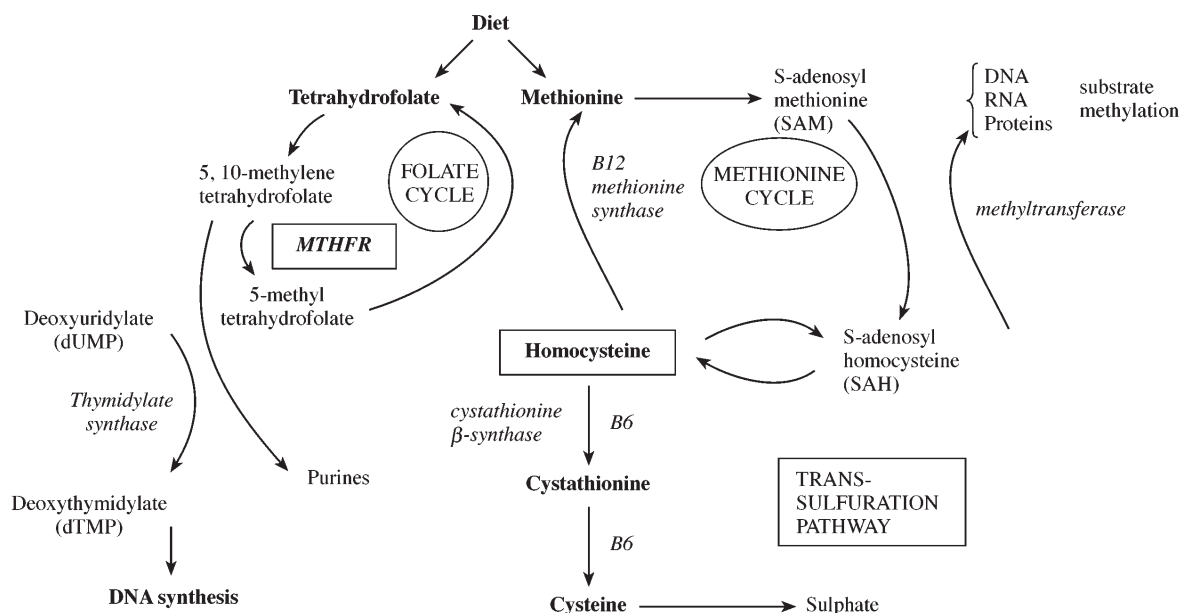 Diet
Tetrahydrofolate
Methionine
S-adenosyl
methionine
(SAM)
DNA
RNA
Proteins
substrate
methylation
5, 10-methylene
tetrahydrofolate
FOLATE
CYCLE
B12
methionine
synthase
METHIONINE
CYCLE
methyltransferase
MTHFR
5-methyl
tetrahydrofolate
Deoxyuridylate
(dUMP)
Homocysteine
S-adenosyl
homocysteine
(SAH)
Thymidylate
synthase
cystathionine
β-synthase
B6
Purines
Cystathionine
TRANS-
SULFURATION
PATHWAY
Deoxythymidylate
(dTMP)
B6
DNA synthesis
Cysteine
Sulphate